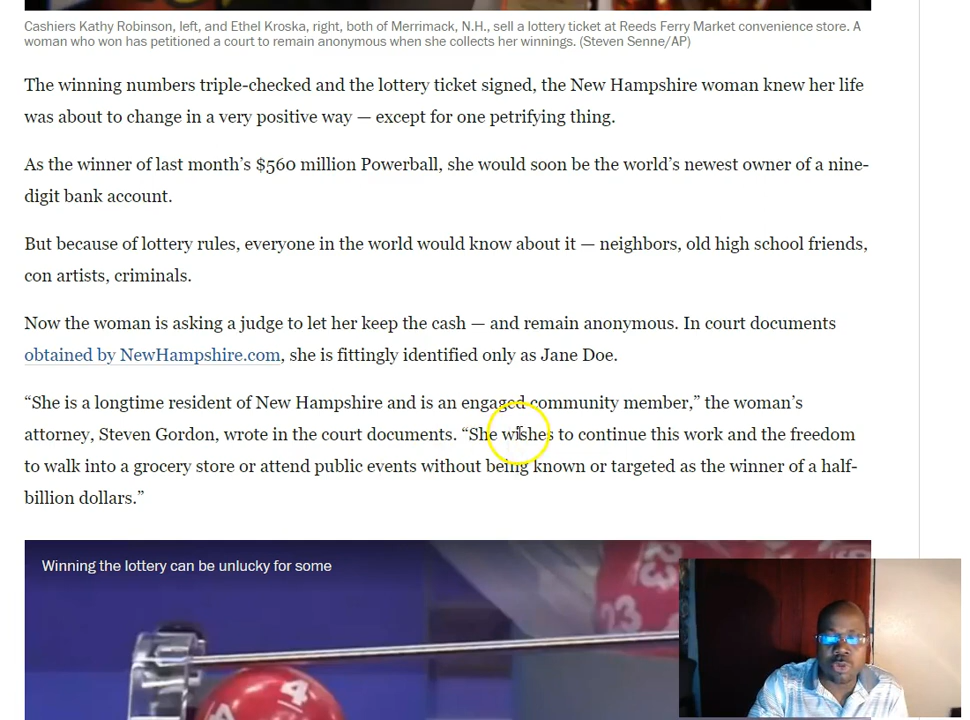 Cashiers Kathy Robinson, left, and Ethel Kroska, right, both of Merrimack, N.H., sell a lottery ticket at Reeds Ferry Market convenience store. A
woman who won has petitioned a court to remain anonymous when she collects her winnings. (Steven Senne/AP)
The winning numbers triple-checked and the lottery ticket signed, the New Hampshire woman knew her life
was about to change in a very positive way — except for one petrifying thing.
As the winner of last month’s $560 million Powerball, she would soon be the world’s newest owner of a nine-
digit bank account.
But because of lottery rules, everyone in the world would know about it — neighbors, old high school friends,
con artists, criminals.
Now the woman is asking a judge to let her keep the cash — and remain anonymous. In court documents
obtained by NewHampshire.com, she is fittingly identified only as Jane Doe.
“She is a longtime resident of New Hampshire and is an engaged community member,” the woman’s
attorney, Steven Gordon, wrote in the court documents. “She wishes to continue this work and the freedom
to walk into a grocery store or attend public events without being known or targeted as the winner of a half-
billion dollars.”
Winning the lottery can be unlucky for some
23
4